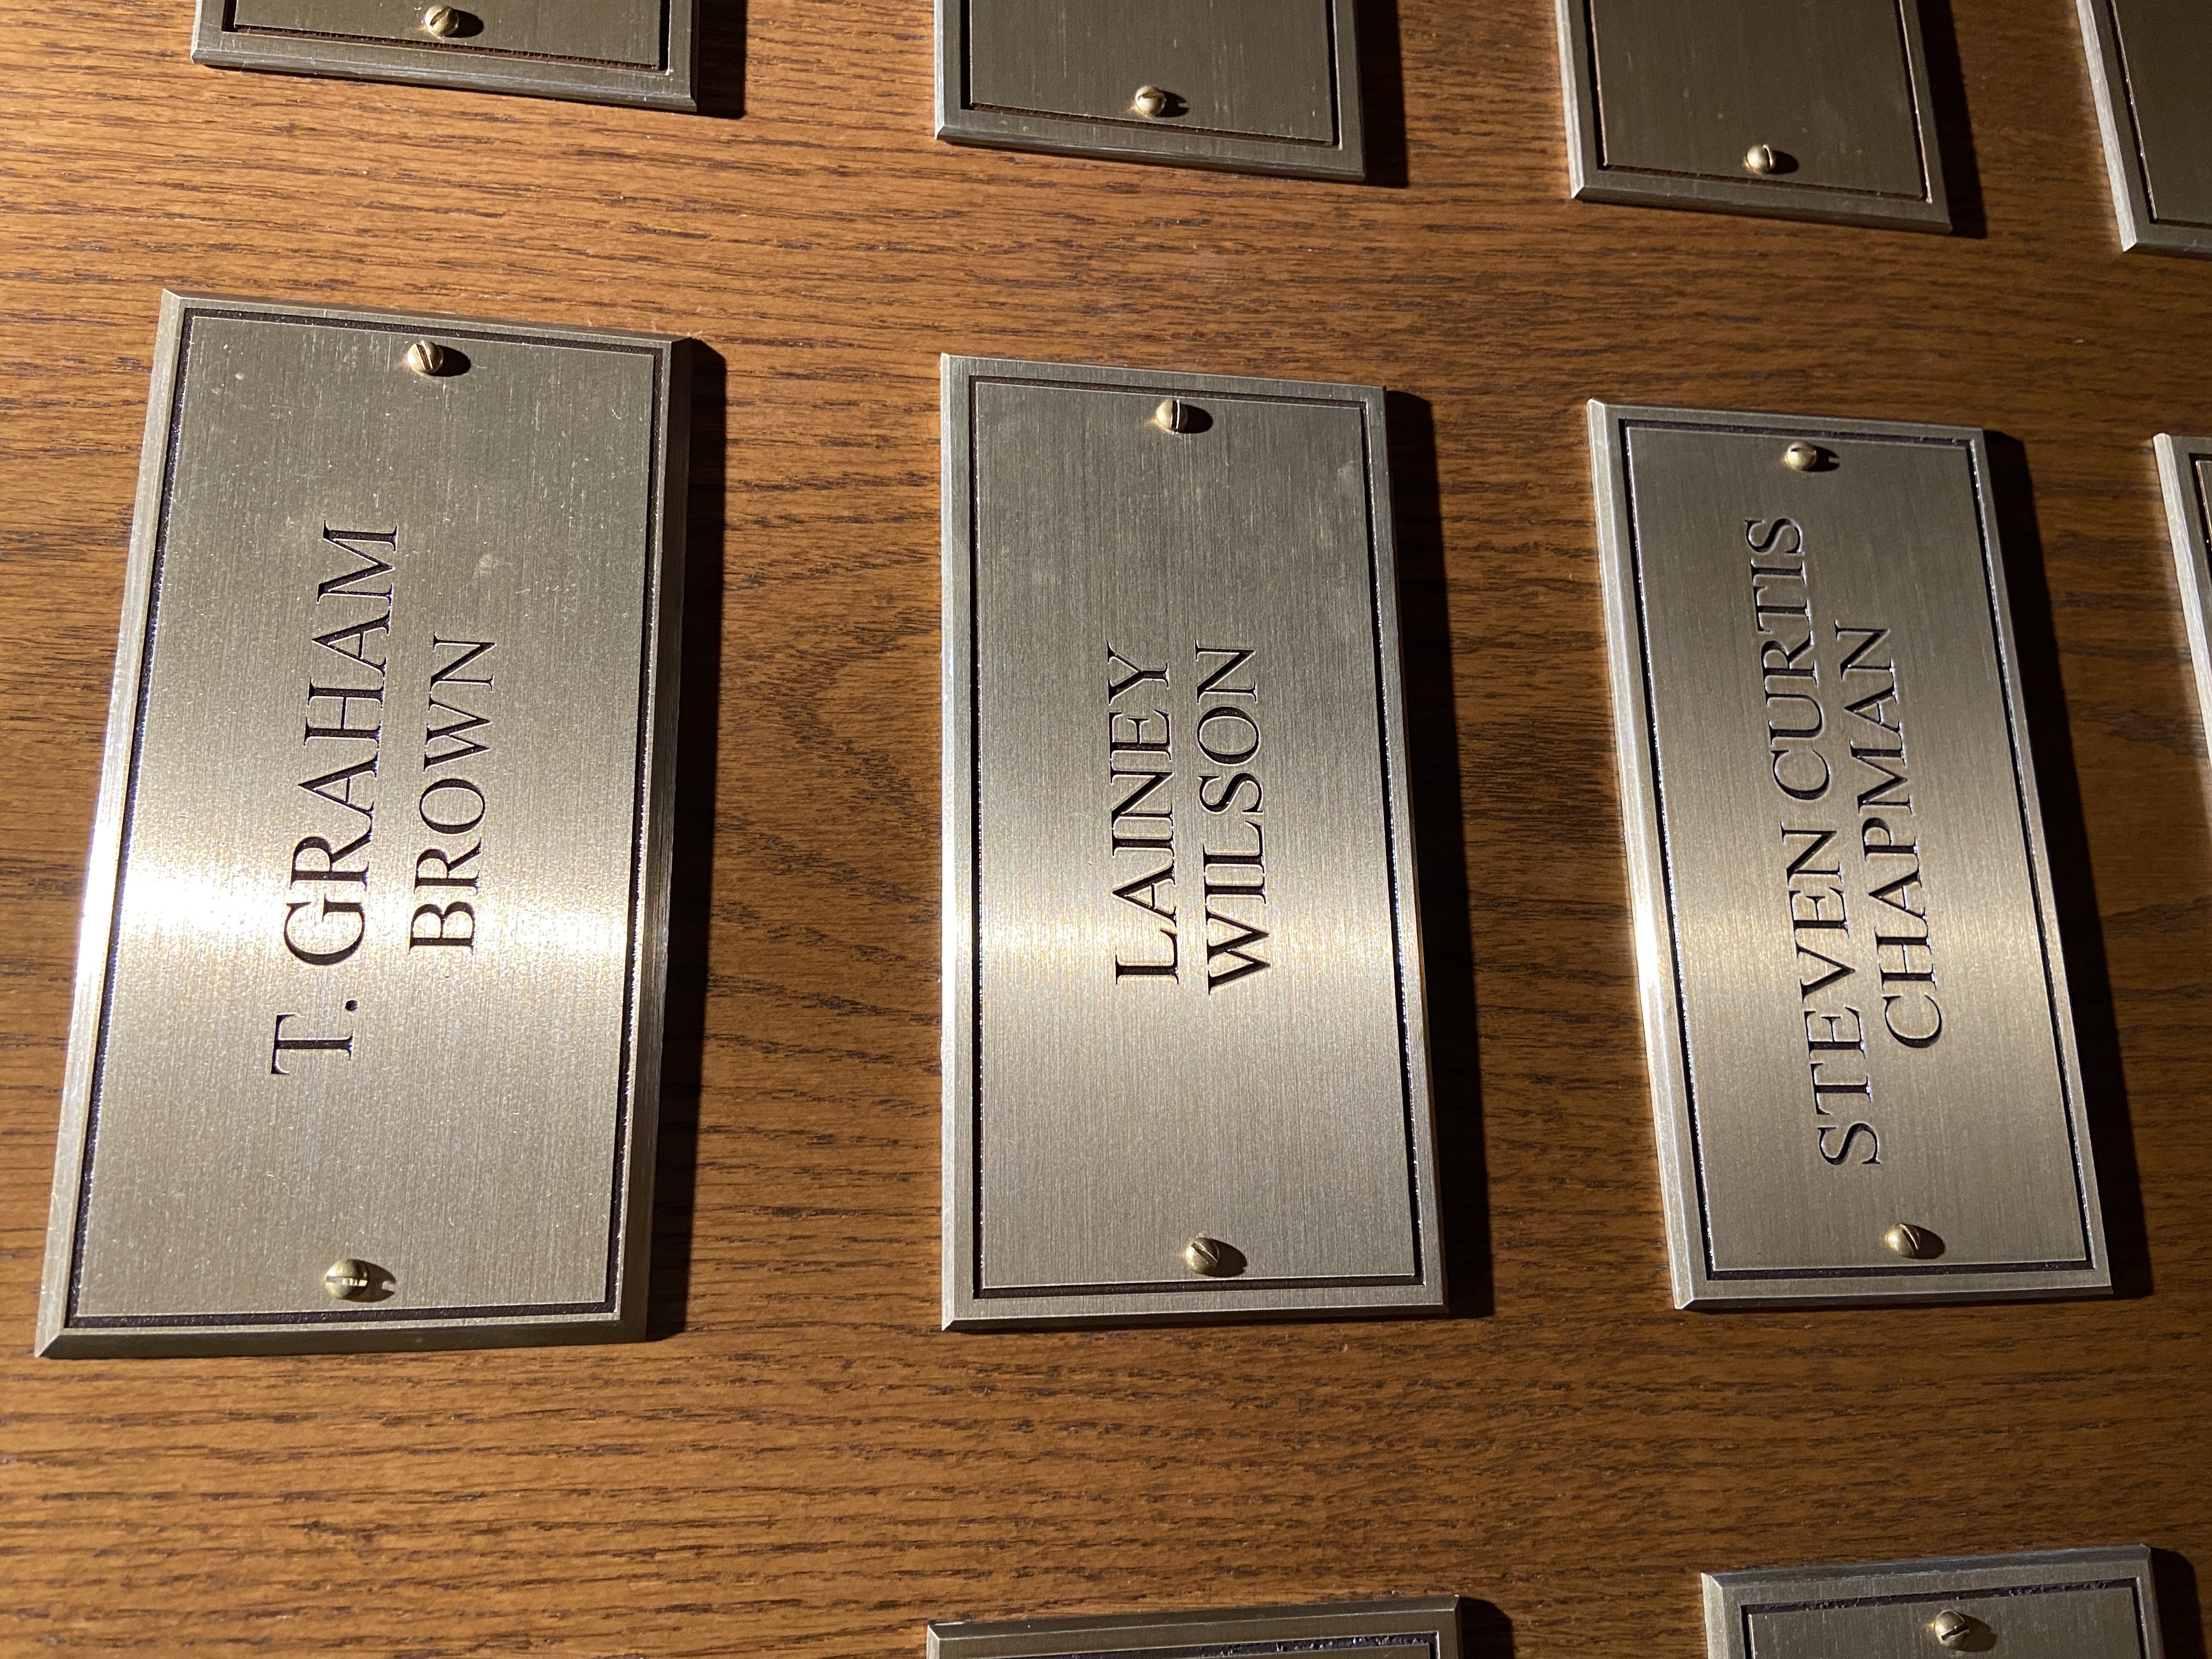 T. GRAHAM
BROWN
LAINEY
WILSON
STEVEN CURTIS
CHAPMAN